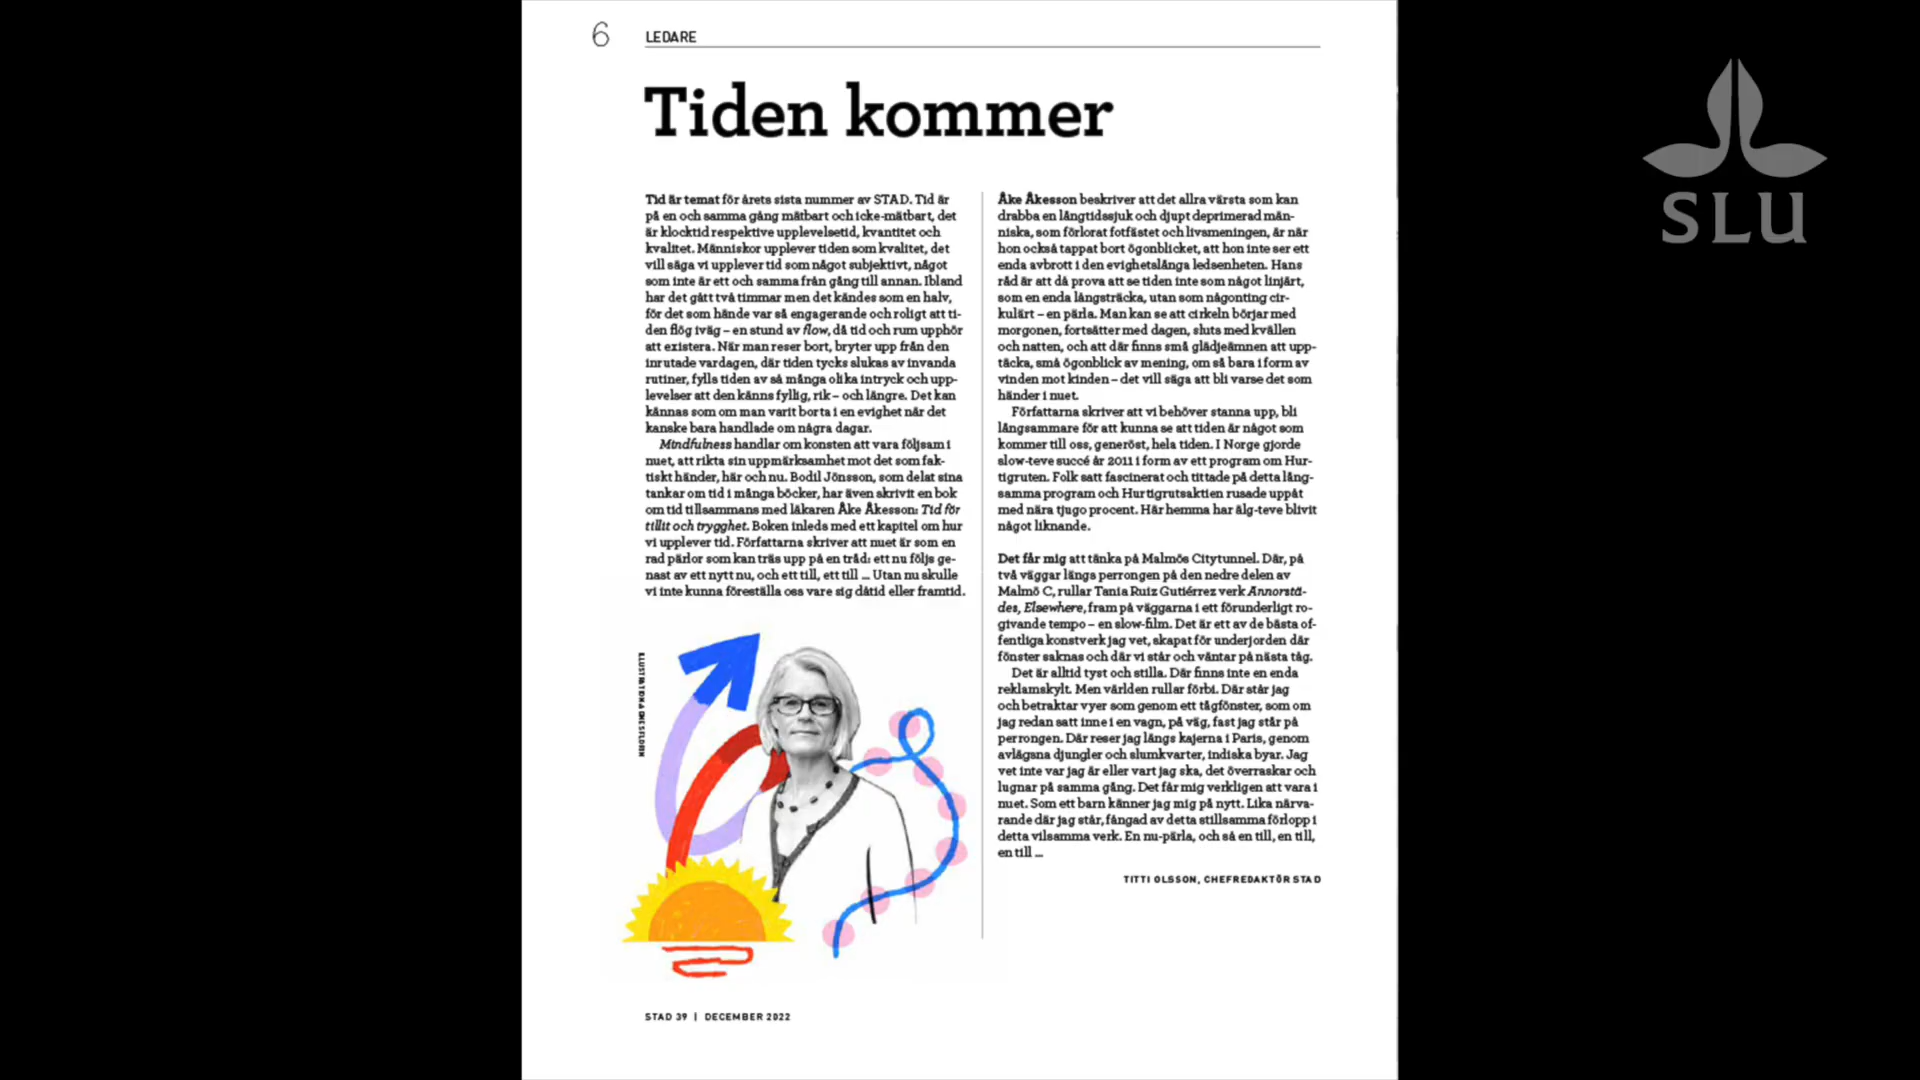 6
LEDARE
Tiden kommer
Tid är temat för årets sista nummer av STAD. Tid är
på en och samma gång mätbart och icke-mätbart, det
är klocktid respektive upplevelsetid, kvantitet och
kvalitet. Människor upplever tiden som kvalitet, det
vill säga vi upplever tid som något subjektivt, något
som inte är ett och samma från gång till annan. Ibland
har det gått två timmar men det kändes som en halv,
för det som hände var så engagerande och roligt att ti-
den flög iväg – en stund av flow, då tid och rum upphör
att existera. När man reser bort, bryter upp från den
inrutade vardagen, där tiden tycks slukas av invanda
rutiner, fylls tiden av så många olika intryck och upp-
levelser att den känns fyllig, rik – och längre. Det kan
kännas som om man varit borta i en evighet när det
kanske bara handlade om några dagar.
Mindfulness handlar om konsten att vara följsam i
nuet, att rikta sin uppmärksamhet mot det som fak-
tiskt händer, här och nu. Bodil Jönsson, som delat sina
tankar om tid i många böcker, har även skrivit en bok
om tid tillsammans med läkaren Åke Åkesson: Tid för
tillit och trygghet. Boken inleds med ett kapitel om hur
vi upplever tid. Författarna skriver att nuet är som en
rad pärlor som kan träs upp på en tråd: ett nu följs ge-
nast av ett nytt nu, och ett till, ett till ... Utan nu skulle
vi inte kunna föreställa oss vare sig dåtid eller framtid.
Åke Åkesson beskriver att det allra värsta som kan
drabba en långtidssjuk och djupt deprimerad män-
niska, som förlorat fotfästet och livsmeningen, är när
hon också tappat bort ögonblicket, att hon inte ser ett
enda avbrott i den evighetslånga ledsenheten. Hans
råd är att då prova att se tiden inte som något linjärt,
som en enda långsträcka, utan som någonting cir-
kulärt – en pärla. Man kan se att cirkeln börjar med
morgonen, fortsätter med dagen, sluts med kvällen
och natten, och att där finns små glädjeämnen att upp-
täcka, små ögonblick av mening, om så bara i form av
vinden mot kinden – det vill säga att bli varse det som
händer i nuet.
Författarna skriver att vi behöver stanna upp, bli
långsammare för att kunna se att tiden är något som
kommer till oss, generöst, hela tiden. I Norge gjorde
slow-teve succé år 2011 i form av ett program om Hur-
tigruten. Folk satt fascinerat och tittade på detta lång-
samma program och Hurtigrutsaktien rusade uppåt
med nära tjugo procent. Här hemma har älg-teve blivit
något liknande.
Det får mig att tänka på Malmös Citytunnel. Där, på
två väggar längs perrongen på den nedre delen av
Malmö C, rullar Tania Ruiz Gutiérrez verk Annorstä-
des, Elsewhere, fram på väggarna i ett förunderligt ro-
givande tempo – en slow-film. Det är ett av de bästa of-
fentliga konstverk jag vet, skapat för underjorden där
fönster saknas och där vi står och väntar på nästa tåg.
Det är alltid tyst och stilla. Där finns inte en enda
reklamskylt. Men världen rullar förbi. Där står jag
och betraktar vyer som genom ett tågfönster, som om
jag redan satt inne i en vagn, på väg, fast jag står på
perrongen. Där reser jag längs kajerna i Paris, genom
avlägsna djungler och slumkvarter, indiska byar. Jag
vet inte var jag är eller vart jag ska, det överraskar och
lugnar på samma gång. Det får mig verkligen att vara i
nuet. Som ett barn känner jag mig på nytt. Lika närva-
rande där jag står, fångad av detta stillsamma förlopp i
detta vilsamma verk. En nu-pärla, och så en till, en till,
en till ...
TITTI OLSSON, CHEFREDAKTÖR STAD
STAD 39 | DECEMBER 2022
SLU